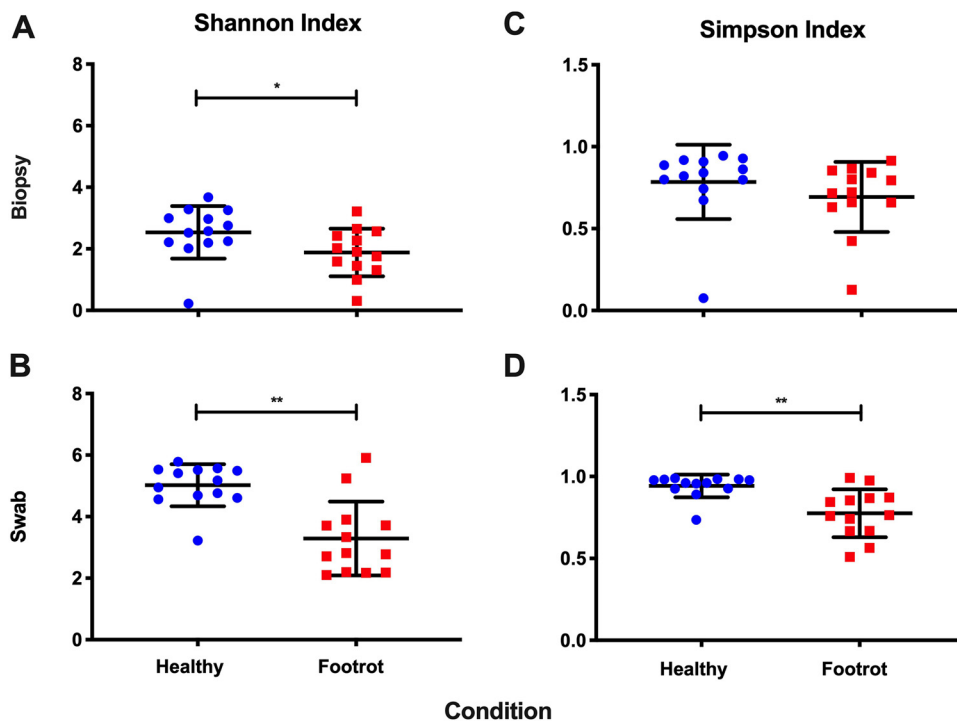 A
Shannon Index
8
6
4
2
0
*
Biopsy
C
Simpson Index
1.5
1.0
0.5
0.0
B
8
6
4
2
0
**
Swab
Healthy
Footrot
D
1.5
1.0
0.5
0.0
**
Healthy
Footrot
Condition